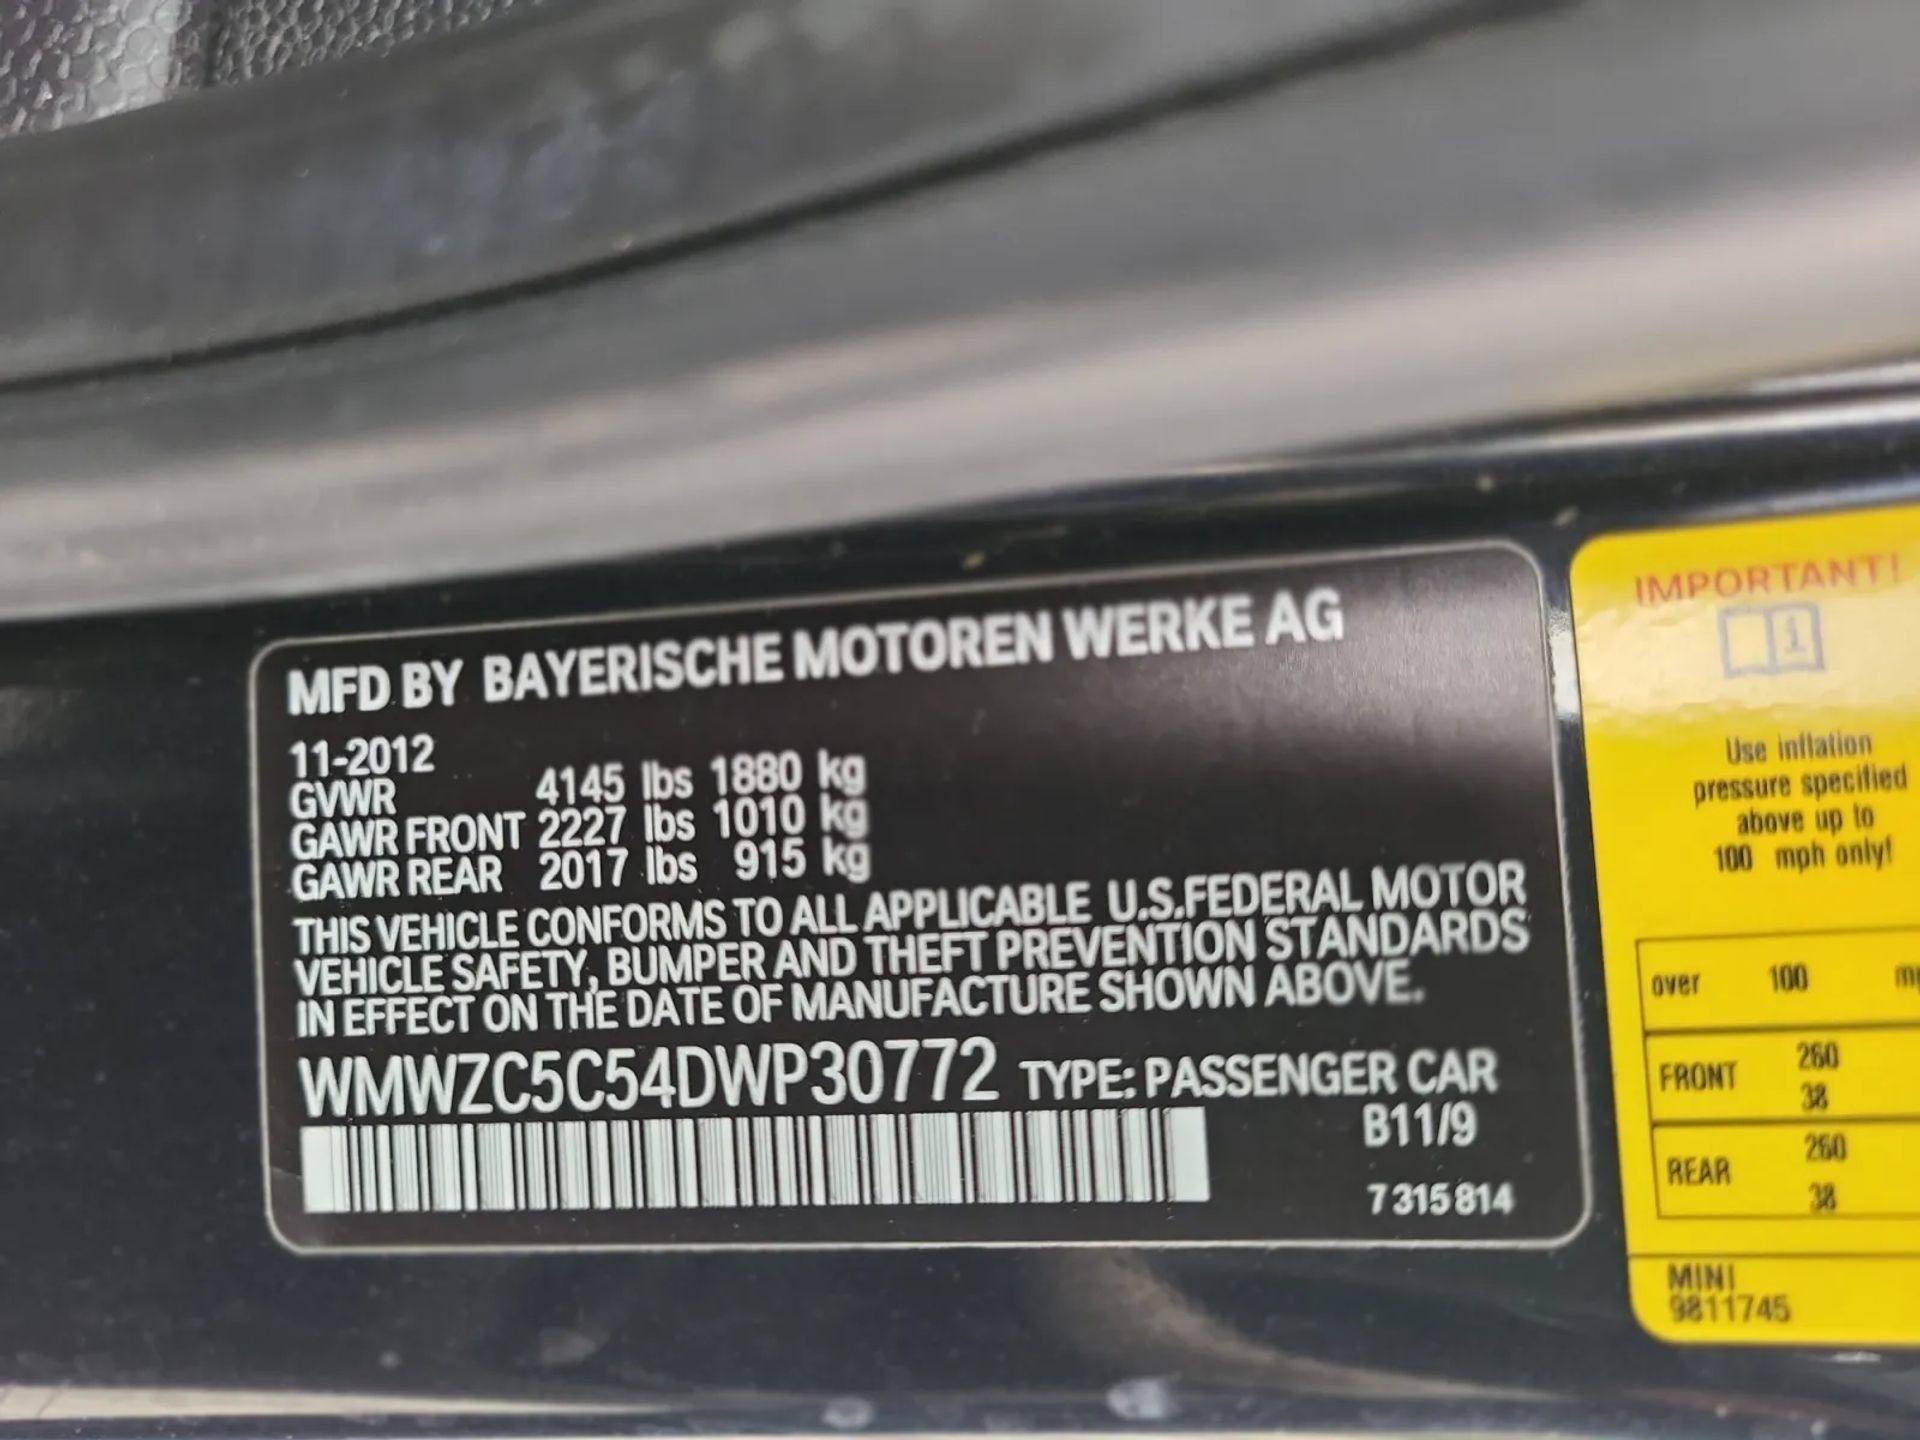 MFD BY BAYERISCHE MOTOREN WERKE AG
11-2012
GVWR 4145 lbs 1880 kg
GAWR FRONT 2227 lbs 1010 kg
GAWR REAR 2017 lbs 915 kg
THIS VEHICLE CONFORMS TO ALL APPLICABLE U.S.FEDERAL MOTOR
VEHICLE SAFETY, BUMPER AND THEFT PREVENTION STANDARDS
IN EFFECT ON THE DATE OF MANUFACTURE SHOWN ABOVE.
WMWZC5C54DWP30772 TYPE: PASSENGER CAR
B11/9
7 315 814
IMPORTANT!
i
Use inflation
pressure specified
above up to
100 mph only!
over 100
FRONT 260
38
REAR 260
38
MINI
9811745